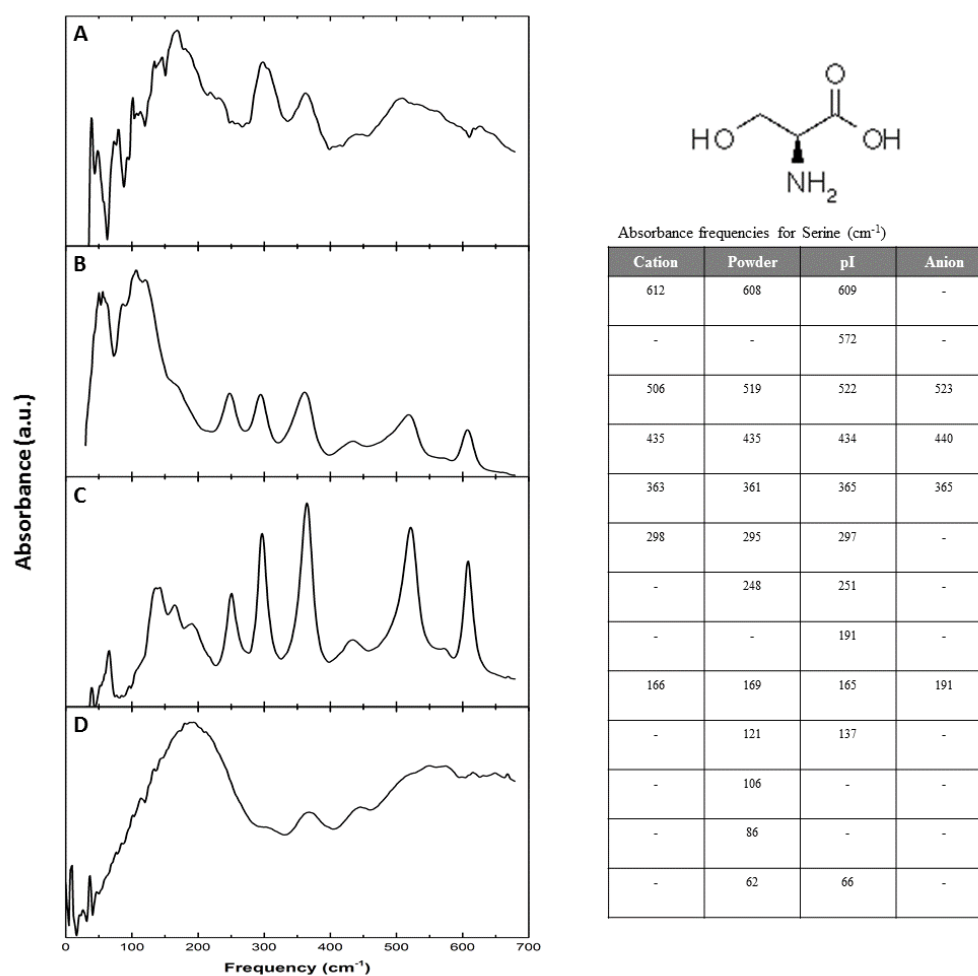 A
B
C
D
Absorbance (a.u.)
0 100 200 300 400 500 600 700
Frequency (cm-1)
O
HO
OH
NH2
Absorbance frequencies for Serine (cm-1)
Cation Powder pI Anion
612 608 609 -
- - 572 -
506 519 522 523
435 435 434 440
363 361 365 365
298 295 297 -
- 248 251 -
- - 191 -
166 169 165 191
- 121 137 -
- 106 - -
- 86 - -
- 62 66 -